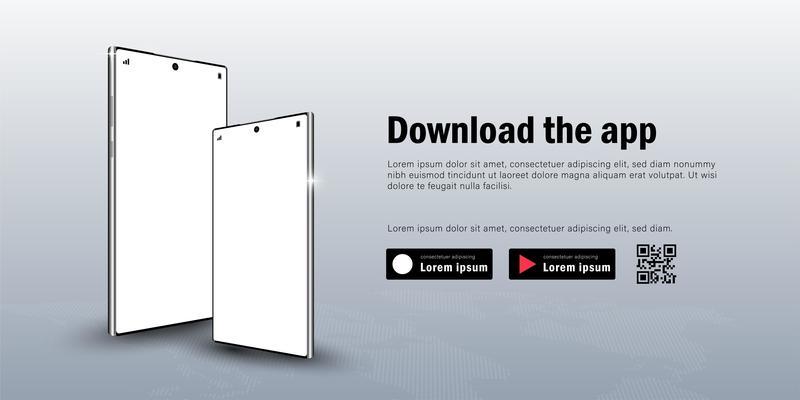 Download the app
Lorem ipsum dolor sit amet, consectetuer adipiscing elit, sed diam nonummy
nibh euismod tincidunt ut laoreet dolore magna aliquam erat volutpat. Ut wisi
dolore te feugait nulla facilisi.
Lorem ipsum dolor sit amet, consectetuer adipiscing elit, sed diam.
consectetuer adipiscing
Lorem ipsum
consectetuer adipiscing
Lorem ipsum